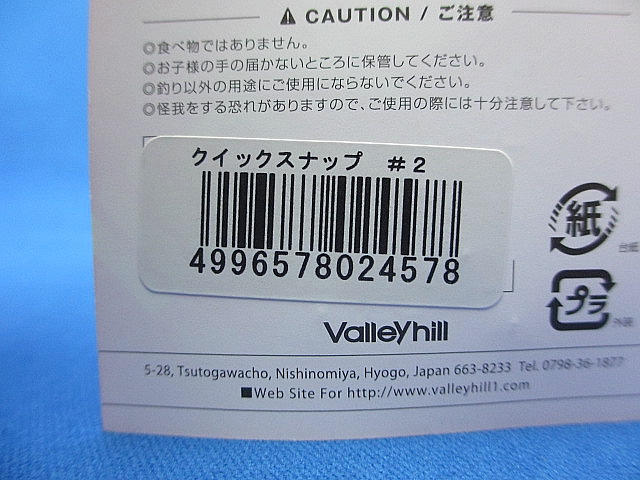 ⚠ CAUTION / ご注意
◎食べ物ではありません。
◎お子様の手の届かないところに保管してください。
◎釣り以外の用途にご使用にならないでください。
◎怪我をする恐れがありますので、ご使用の際には十分注意して下さい。
クイックスナップ #2
4996578024578
紙
台紙
プラ
外装
Valleyhill
5-28, Tsutogawacho, Nishinomiya, Hyogo, Japan 663-8233 Tel. 0798-36-1877
■Web Site For http://www.valleyhill1.com